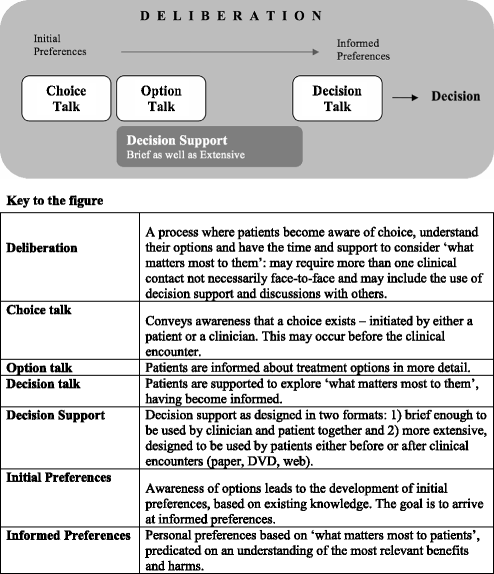 DELIBERATION
Initial
Preferences
Informed
Preferences
Choice
Talk
Option
Talk
Decision
Talk
Decision
Decision Support
Brief as well as Extensive
Key to the figure
Deliberation
A process where patients become aware of choice, understand
their options and have the time and support to consider ‘what
matters most to them’: may require more than one clinical
contact not necessarily face-to-face and may include the use of
decision support and discussions with others.
Choice talk
Conveys awareness that a choice exists – initiated by either a
patient or a clinician. This may occur before the clinical
encounter.
Option talk
Patients are informed about treatment options in more detail.
Decision talk
Patients are supported to explore ‘what matters most to them’,
having become informed.
Decision Support
Decision support as designed in two formats: 1) brief enough to
be used by clinician and patient together and 2) more extensive,
designed to be used by patients either before or after clinical
encounters (paper, DVD, web).
Initial Preferences
Awareness of options leads to the development of initial
preferences, based on existing knowledge. The goal is to arrive
at informed preferences.
Informed Preferences
Personal preferences based on ‘what matters most to patients’,
predicated on an understanding of the most relevant benefits
and harms.